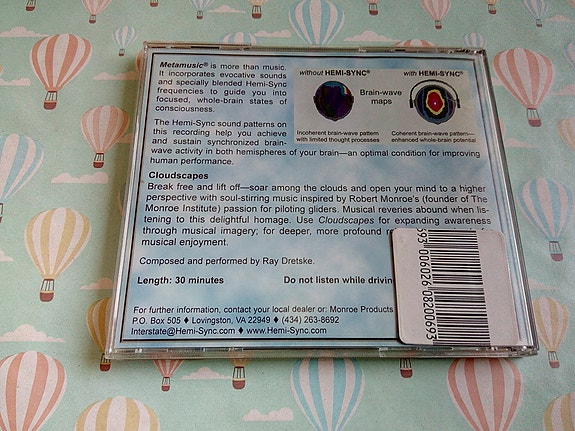 Metamusic® is more than music.
It incorporates evocative sounds
and specially blended Hemi-Sync
frequencies to guide you into
focused, whole-brain states of
consciousness.
The Hemi-Sync sound patterns on
this recording help you achieve
and sustain synchronized brain-
wave activity in both hemispheres of your brain—an optimal condition for improving
human performance.
without HEMI-SYNC®
with HEMI-SYNC®
Brain-wave
maps
Incoherent brain-wave pattern
with limited thought processes
Coherent brain-wave pattern—
enhanced whole-brain potential
Cloudscapes
Break free and lift off—soar among the clouds and open your mind to a higher
perspective with soul-stirring music inspired by Robert Monroe's (founder of The
Monroe Institute) passion for piloting gliders. Musical reveries abound when lis-
tening to this delightful homage. Use Cloudscapes for expanding awareness
through musical imagery; for deeper, more profound
musical enjoyment.
Composed and performed by Ray Dretske.
Length: 30 minutes
Do not listen while drivin
For further information, contact your local dealer or: Monroe Products
P.O. Box 505 ♦ Lovingston, VA 22949 ♦ (434) 263-8692
Interstate@Hemi-Sync.com ♦ www.Hemi-Sync.com
693 00602608200693